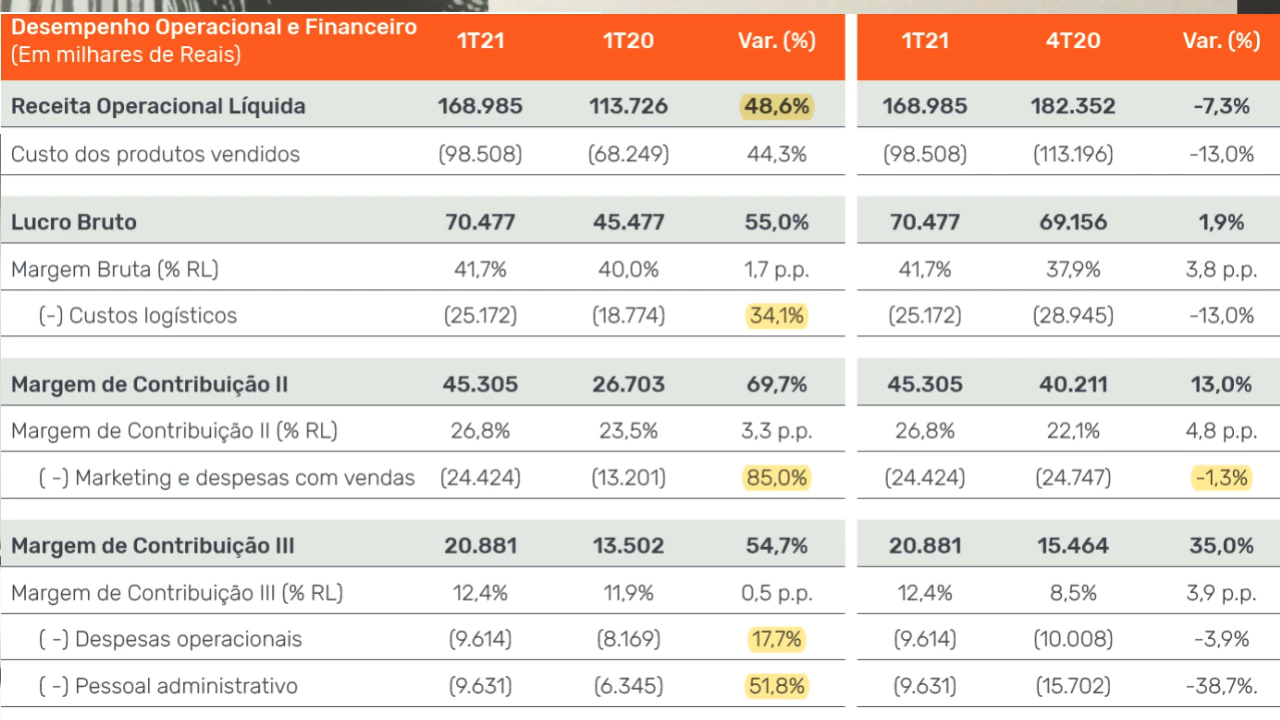 Desempenho Operacional e Financeiro
(Em milhares de Reais) 1T21 1T20 Var. (%) 1T21 4T20 Var. (%)
Receita Operacional Líquida 168.985 113.726 48,6% 168.985 182.352 -7,3%
Custo dos produtos vendidos (98.508) (68.249) 44,3% (98.508) (113.196) -13,0%
Lucro Bruto 70.477 45.477 55,0% 70.477 69.156 1,9%
Margem Bruta (% RL) 41,7% 40,0% 1,7 p.p. 41,7% 37,9% 3,8 p.p.
(-) Custos logísticos (25.172) (18.774) 34,1% (25.172) (28.945) -13,0%
Margem de Contribuição II 45.305 26.703 69,7% 45.305 40.211 13,0%
Margem de Contribuição II (% RL) 26,8% 23,5% 3,3 p.p. 26,8% 22,1% 4,8 p.p.
( -) Marketing e despesas com vendas (24.424) (13.201) 85,0% (24.424) (24.747) -1,3%
Margem de Contribuição III 20.881 13.502 54,7% 20.881 15.464 35,0%
Margem de Contribuição III (% RL) 12,4% 11,9% 0,5 p.p. 12,4% 8,5% 3,9 p.p.
( -) Despesas operacionais (9.614) (8.169) 17,7% (9.614) (10.008) -3,9%
( -) Pessoal administrativo (9.631) (6.345) 51,8% (9.631) (15.702) -38,7%.